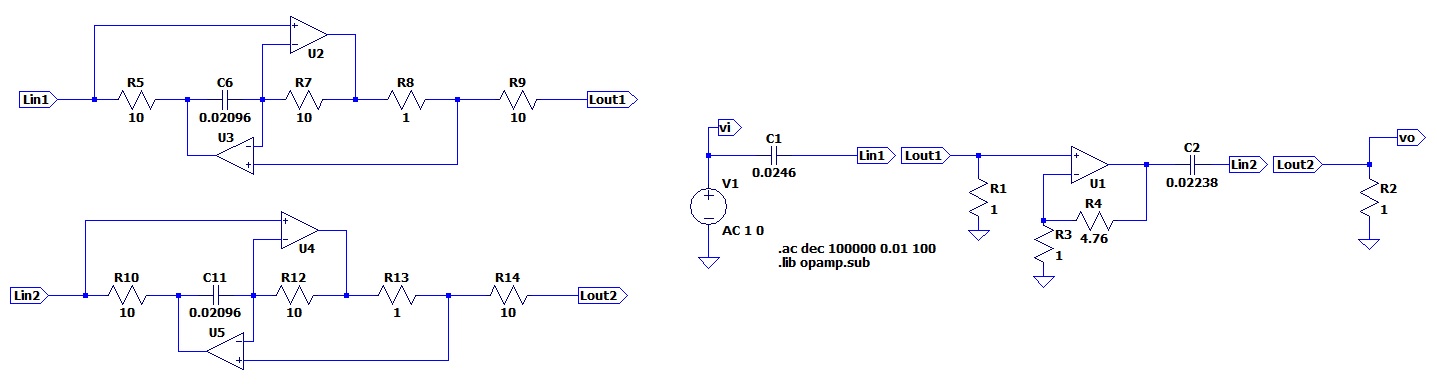 U2
Lin1
R5
10
C6
0.02096
R7
10
R8
1
R9
10
Lout1
U3
vi
C1
0.0246
Lin1
Lout1
V1
AC 1 0
R1
1
U1
R4
4.76
R3
1
C2
0.02238
Lin2
Lout2
vo
R2
1
.ac dec 100000 0.01 100
.lib opamp.sub
U4
Lin2
R10
10
C11
0.02096
R12
10
R13
1
R14
10
Lout2
U5